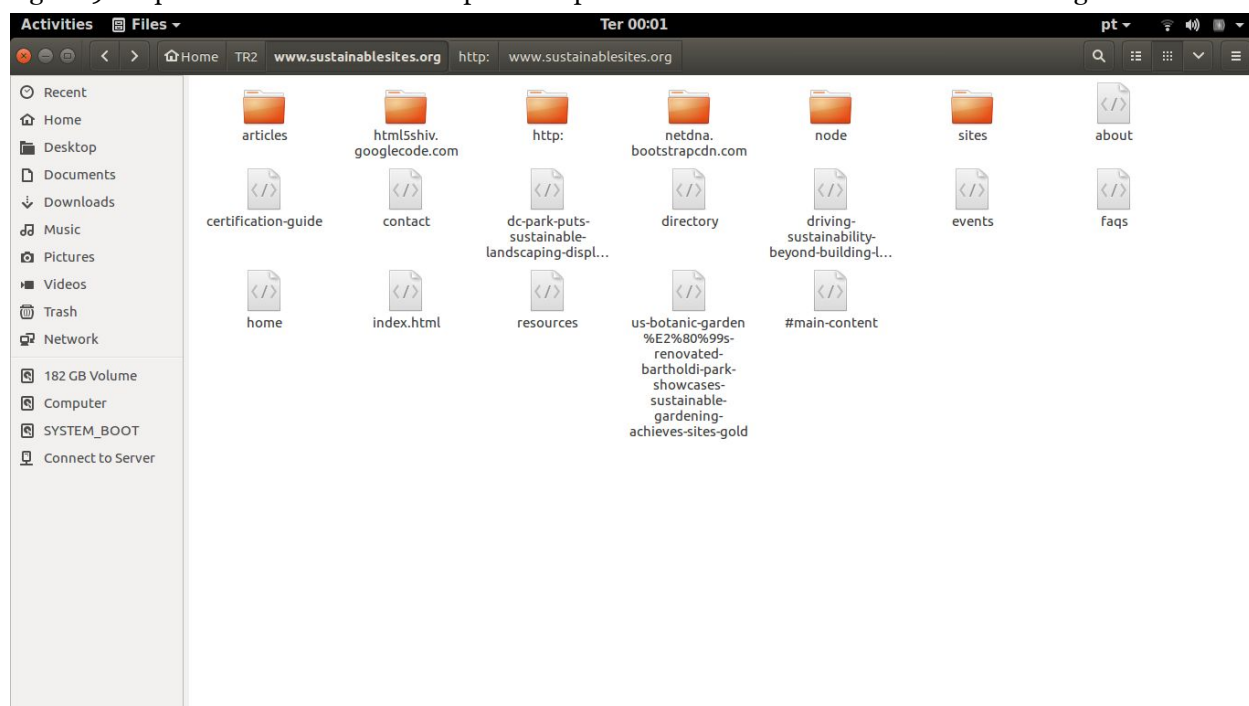 Activities Files Ter 00:01 pt
Home TR2 www.sustainablesites.org http: www.sustainablesites.org
Recent
Home
Desktop
Documents
Downloads
Music
Pictures
Videos
Trash
Network
182 GB Volume
Computer
SYSTEM_BOOT
Connect to Server
articles
html5shiv.
googlecode.com
http:
netdna.
bootstrapcdn.com
node
sites
about
certification-guide
contact
dc-park-puts-
sustainable-
landscaping-displ...
directory
driving-
sustainability-
beyond-building-l...
events
faqs
home
index.html
resources
us-botanic-garden
%E2%80%99s-
renovated-
bartholdi-park-
showcases-
sustainable-
gardening-
achieves-sites-gold
#main-content